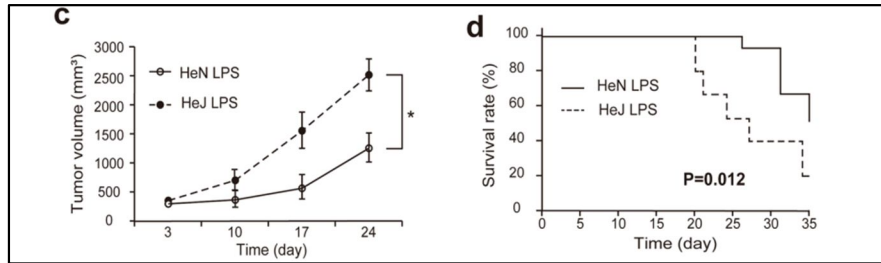 c
Tumor volume (mm³)
3000
2500
2000
1500
1000
500
0
HeN LPS
HeJ LPS
*
3 10 17 24
Time (day)
d
Survival rate (%)
100
80
60
40
20
0
HeN LPS
HeJ LPS
P=0.012
0 5 10 15 20 25 30 35
Time (day)